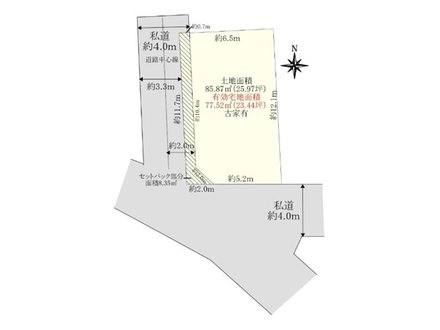 約0.7m
私道
約4.0m
道路中心線
約6.5m
N
土地面積
85.87㎡(25.97坪)
有効宅地面積
77.52㎡(23.44坪)
古家有
約3.3m
約11.7m
約10.4m
約12.1m
約2.0m
セットバック部分
面積8.35㎡
約2.0m
約5.2m
私道
約4.0m